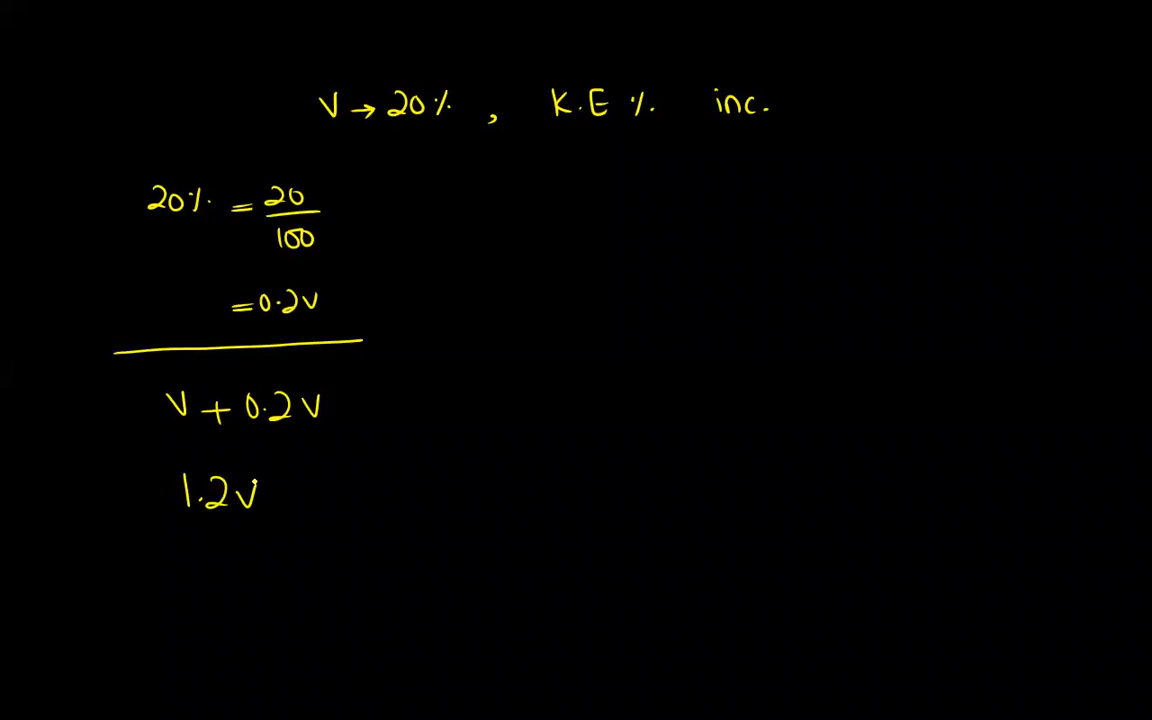 V → 20% , K.E % inc.
20% = 20/100
= 0.2V
V + 0.2V
1.2V